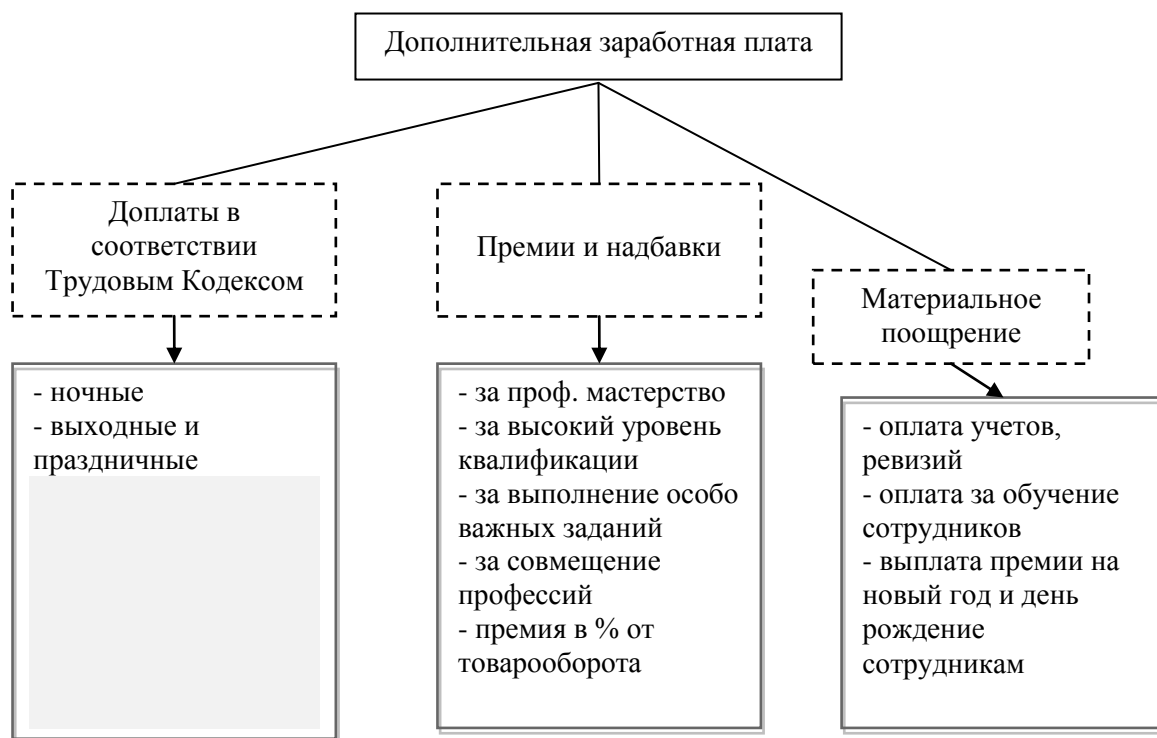 Дополнительная заработная плата
Доплаты в
соответствии
Трудовым Кодексом
Премии и надбавки
Материальное
поощрение
- ночные
- выходные и
праздничные
- за проф. мастерство
- за высокий уровень
квалификации
- за выполнение особо
важных заданий
- за совмещение
профессий
- премия в % от
товарооборота
- оплата учетов,
ревизий
- оплата за обучение
сотрудников
- выплата премии на
новый год и день
рождение
сотрудникам